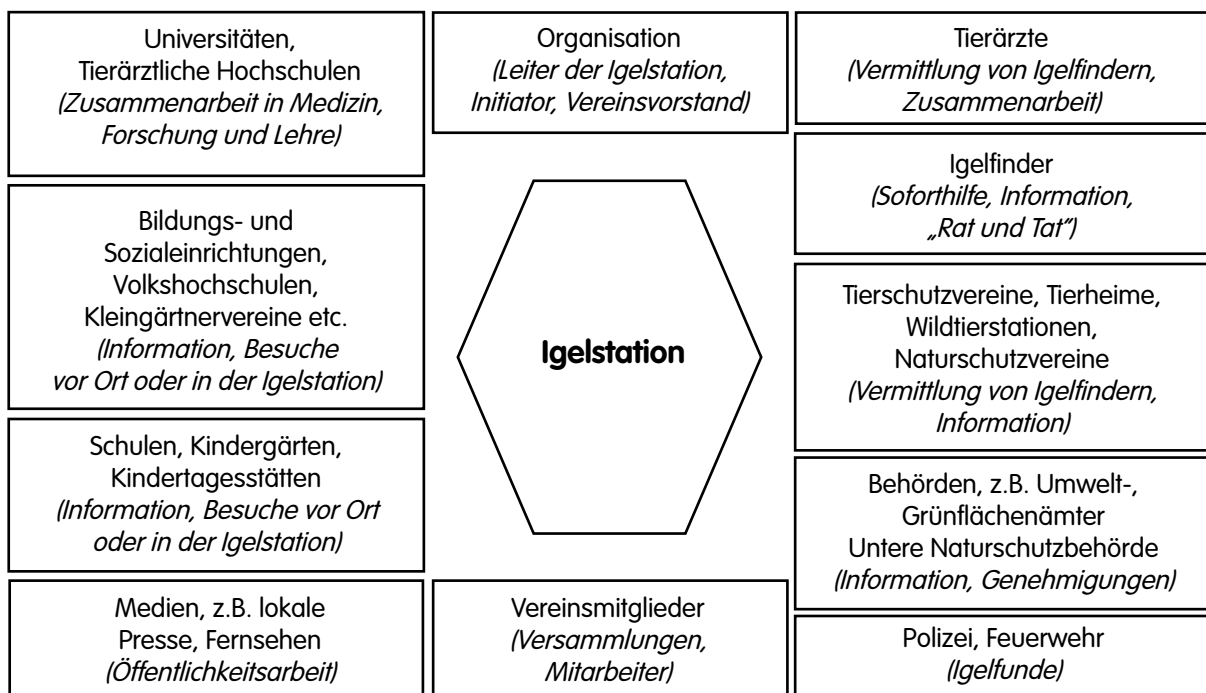 Universitäten,
Tierärztliche Hochschulen
(Zusammenarbeit in Medizin,
Forschung und Lehre)
Organisation
(Leiter der Igelstation,
Initiator, Vereinsvorstand)
Tierärzte
(Vermittlung von Igelfindern,
Zusammenarbeit)
Igelfinder
(Soforthilfe, Information,
„Rat und Tat“)
Bildungs- und
Sozialeinrichtungen,
Volkshochschulen,
Kleingärtnervereine etc.
(Information, Besuche
vor Ort oder in der Igelstation)
Igelstation
Tierschutzvereine, Tierheime,
Wildtierstationen,
Naturschutzvereine
(Vermittlung von Igelfindern,
Information)
Schulen, Kindergärten,
Kindertagesstätten
(Information, Besuche vor Ort
oder in der Igelstation)
Behörden, z.B. Umwelt-,
Grünflächenämter
Untere Naturschutzbehörde
(Information, Genehmigungen)
Medien, z.B. lokale
Presse, Fernsehen
(Öffentlichkeitsarbeit)
Vereinsmitglieder
(Versammlungen,
Mitarbeiter)
Polizei, Feuerwehr
(Igelfunde)